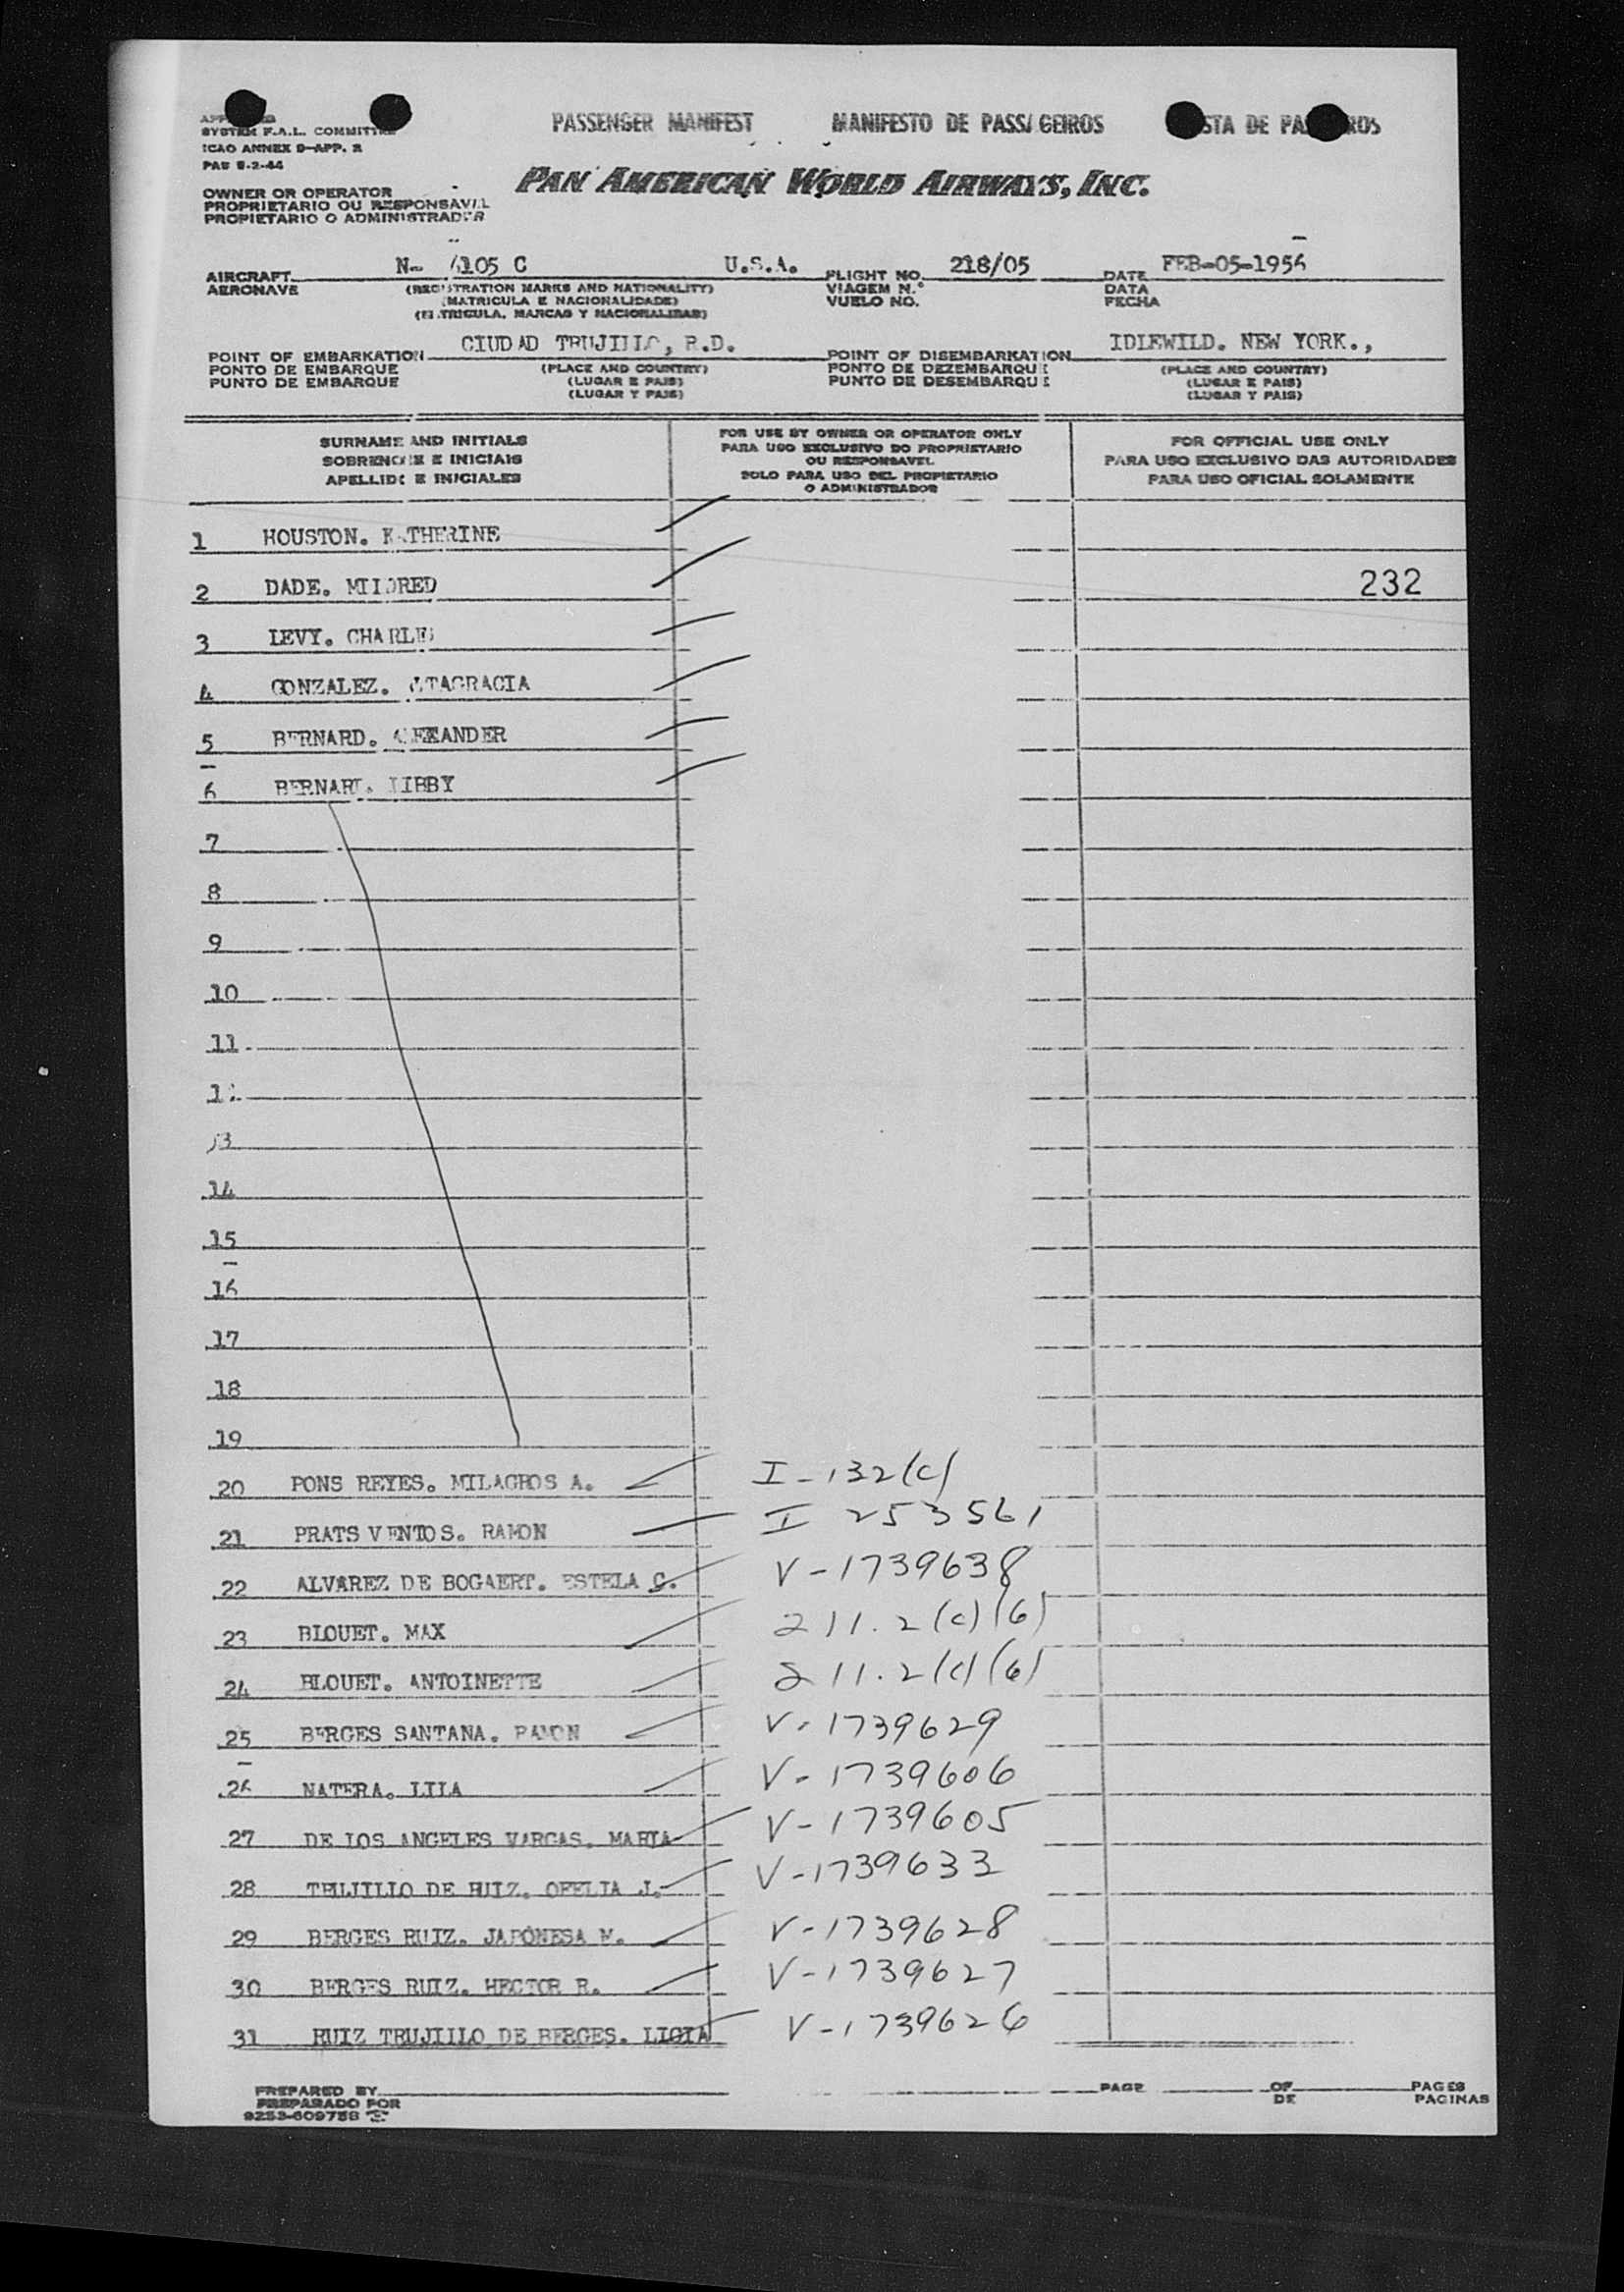 SYSTEM F.A.L. COMMITTEE
ICAO ANNEX 9—APP. 2
PAS 5-2-44
PASSENGER MANIFEST MANIFESTO DE PASSAGEIROS LISTA DE PASAJEROS
OWNER OR OPERATOR
PROPRIETARIO OU RESPONSAVEL
PROPIETARIO O ADMINISTRADOR
PAN AMERICAN WORLD AIRWAYS, INC.
AIRCRAFT N- 6105 C U.S.A. FLIGHT NO. 218/05 DATE FEB-05-1956
AERONAVE (REGISTRATION MARKS AND NATIONALITY) VIAGEM N.° DATA
(MATRICULA E NACIONALIDADE) VUELO NO. FECHA
(MATRICULA, MARCAS Y NACIONALIDAD)
POINT OF EMBARKATION CIUDAD TRUJILLO, R.D. POINT OF DISEMBARKATION IDLEWILD. NEW YORK.,
PONTO DE EMBARQUE (PLACE AND COUNTRY) PONTO DE DEZEMBARQUE (PLACE AND COUNTRY)
PUNTO DE EMBARQUE (LUGAR E PAIS) PUNTO DE DESEMBARQUE (LUGAR E PAIS)
(LUGAR Y PAIS) (LUGAR Y PAIS)
SURNAME AND INITIALS
SOBRENOME E INICIAIS
APELLIDO E INICIALES
FOR USE BY OWNER OR OPERATOR ONLY
PARA USO EXCLUSIVO DO PROPRIETARIO
OU RESPONSAVEL
SOLO PARA USO DEL PROPIETARIO
O ADMINISTRADOR
FOR OFFICIAL USE ONLY
PARA USO EXCLUSIVO DAS AUTORIDADES
PARA USO OFICIAL SOLAMENTE
1 HOUSTON. KATHERINE
2 DADE. MILDRED 232
3 LEVY. CHARLES
4 GONZALEZ. ALTAGRACIA
5 BERNARD. ALEXANDER
6 BERNARD. LIBBY
7
8
9
10
11
12
13
14
15
16
17
18
19
20 PONS REYES. MILAGROS A. I-132(c)
21 PRATS VENTOS. RAMON I 253561
22 ALVAREZ DE BOGAERT. ESTELA C. V-1739638
23 BLOUET. MAX 211.2(c)(6)
24 BLOUET. ANTOINETTE 211.2(c)(6)
25 BERGES SANTANA. RAMON V-1739629
26 NATERA. LILA V-1739606
27 DE LOS ANGELES VARGAS. MARIA V-1739605
28 TRUJILLO DE RUIZ. OFELIA J. V-1739633
29 BERGES RUIZ. JAPONESA M. V-1739628
30 BERGES RUIZ. HECTOR R. V-1739627
31 RUIZ TRUJILLO DE BERGES. LIGIA V-1739626
PREPARED BY PAGE OF PAGES
PREPARADO POR DE PAGINAS
9253-609758